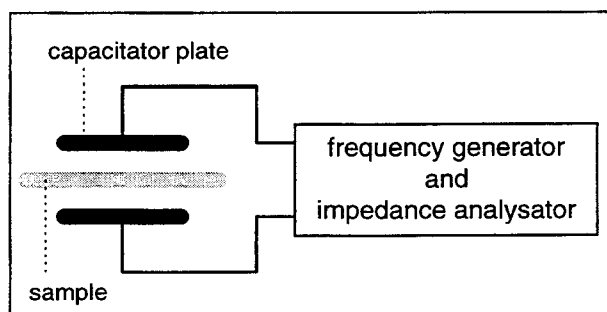 capacitator plate
frequency generator
and
impedance analysator
sample